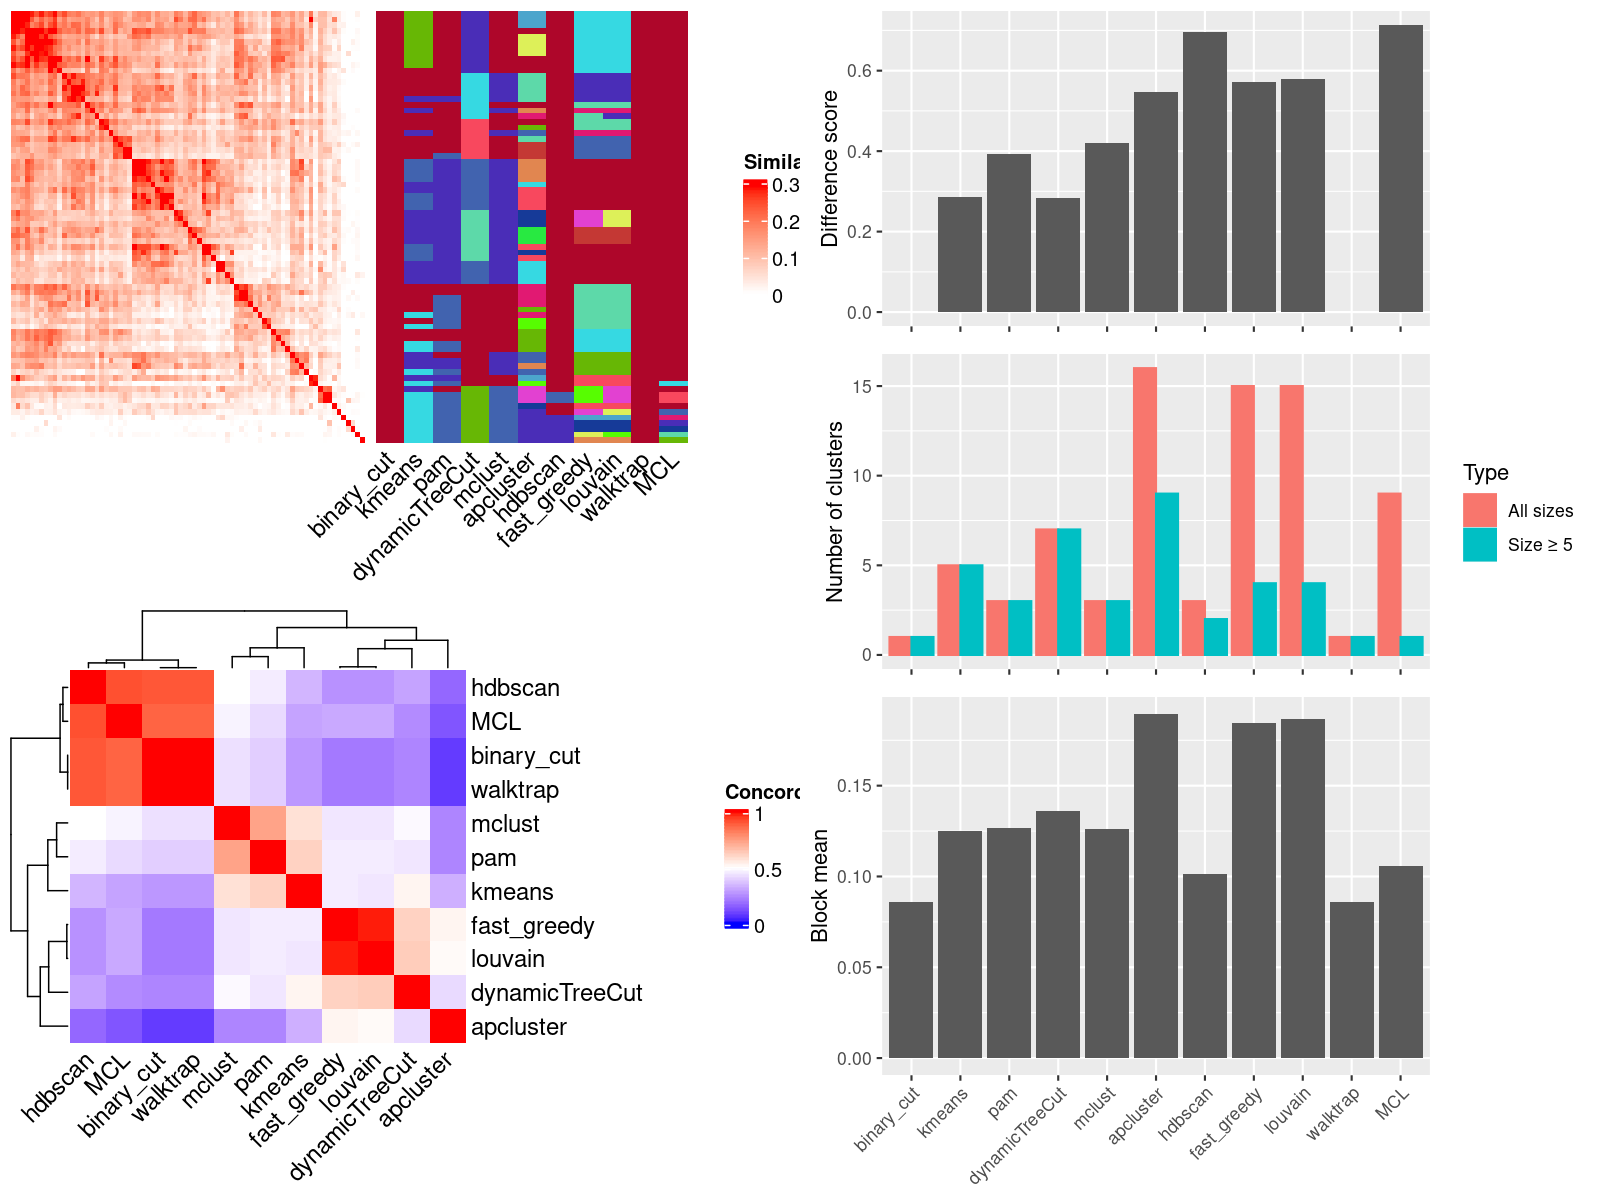 Simila
0.3
0.2
0.1
0
binary_cut
kmeans
pam
dynamicTreeCut
mclust
apcluster
hdbscan
fast_greedy
louvain
walktrap
MCL
hdbscan
MCL
binary_cut
walktrap
mclust
pam
kmeans
fast_greedy
louvain
dynamicTreeCut
apcluster
hdbscan
MCL
binary_cut
walktrap
mclust
pam
kmeans
fast_greedy
louvain
dynamicTreeCut
apcluster
Concord
1
0.5
0
Difference score
0.6
0.4
0.2
0.0
Number of clusters
15
10
5
0
Type
All sizes
Size ≥ 5
Block mean
0.15
0.10
0.05
0.00
binary_cut
kmeans
pam
dynamicTreeCut
mclust
apcluster
hdbscan
fast_greedy
louvain
walktrap
MCL